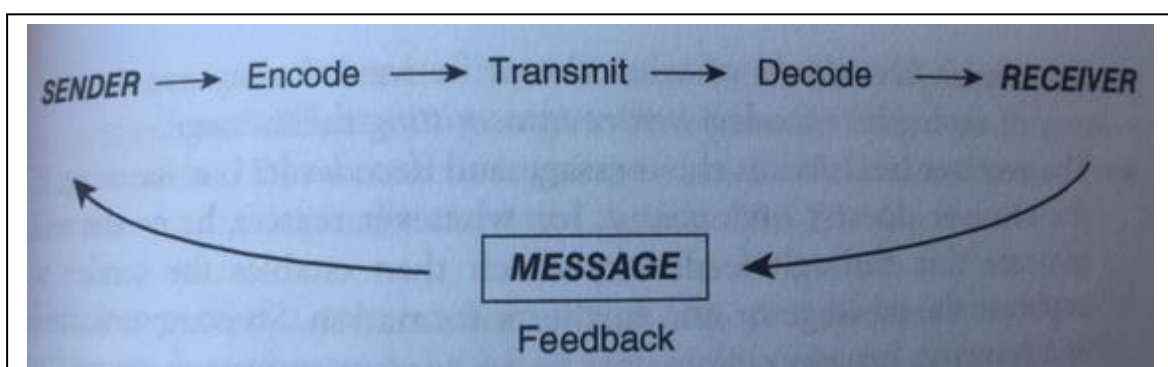 SENDER → Encode → Transmit → Decode → RECEIVER
MESSAGE
Feedback